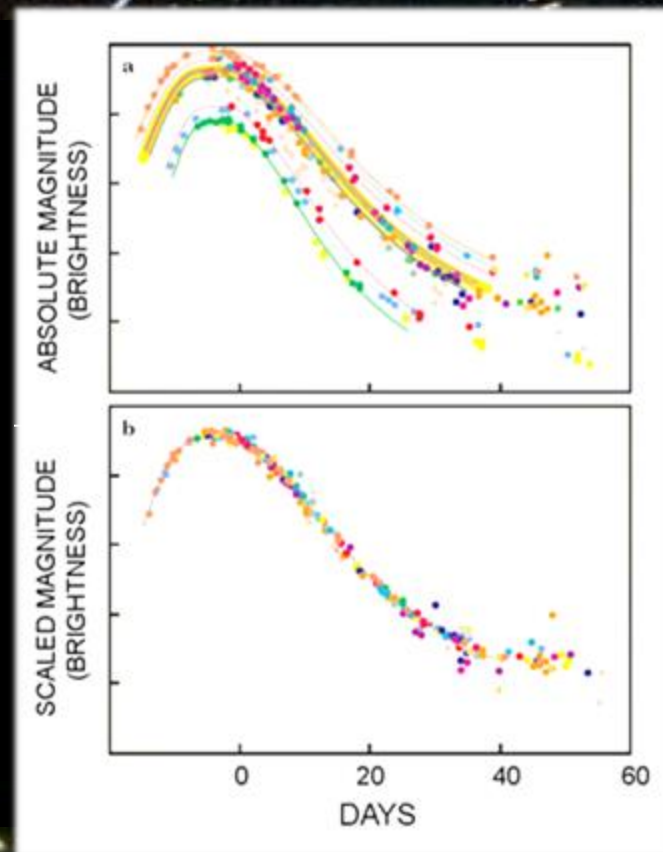 a
ABSOLUTE MAGNITUDE
(BRIGHTNESS)
b
SCALED MAGNITUDE
(BRIGHTNESS)
0 20 40 60
DAYS